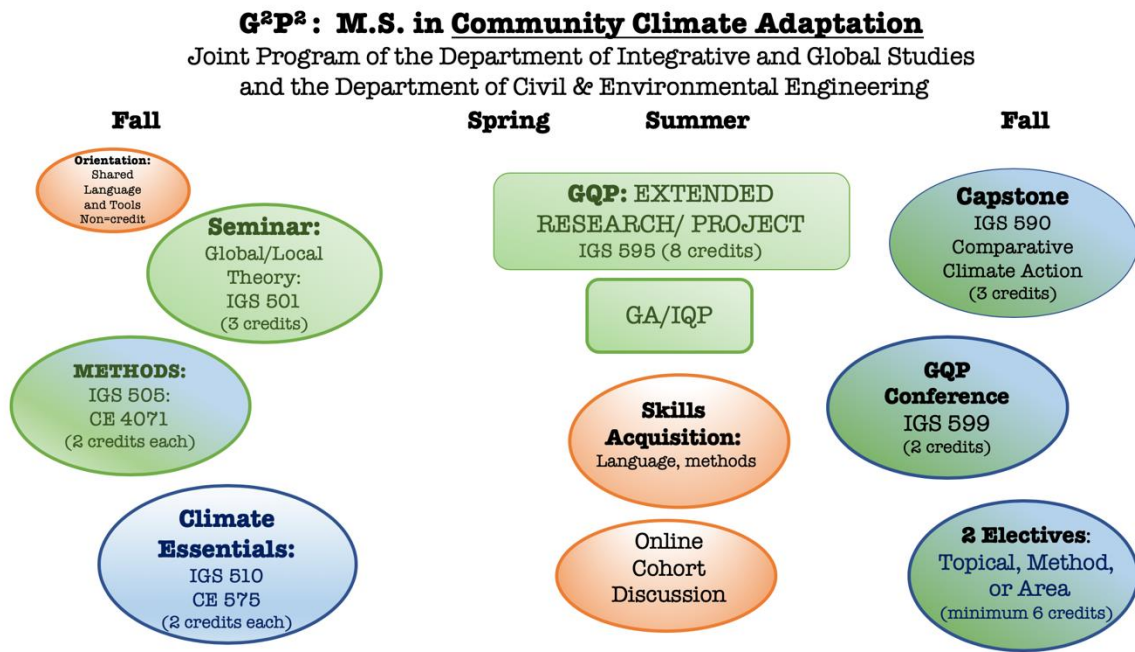 G²P²: M.S. in Community Climate Adaptation
Joint Program of the Department of Integrative and Global Studies
and the Department of Civil & Environmental Engineering
Fall
Spring
Summer
Fall
Orientation:
Shared
Language
and Tools
Non=credit
Seminar:
Global/Local
Theory:
IGS 501
(3 credits)
METHODS:
IGS 505:
CE 4071
(2 credits each)
Climate
Essentials:
IGS 510
CE 575
(2 credits each)
GQP: EXTENDED
RESEARCH/ PROJECT
IGS 595 (8 credits)
GA/IQP
Skills
Acquisition:
Language, methods
Online
Cohort
Discussion
Capstone
IGS 590
Comparative
Climate Action
(3 credits)
GQP
Conference
IGS 599
(2 credits)
2 Electives:
Topical, Method,
or Area
(minimum 6 credits)